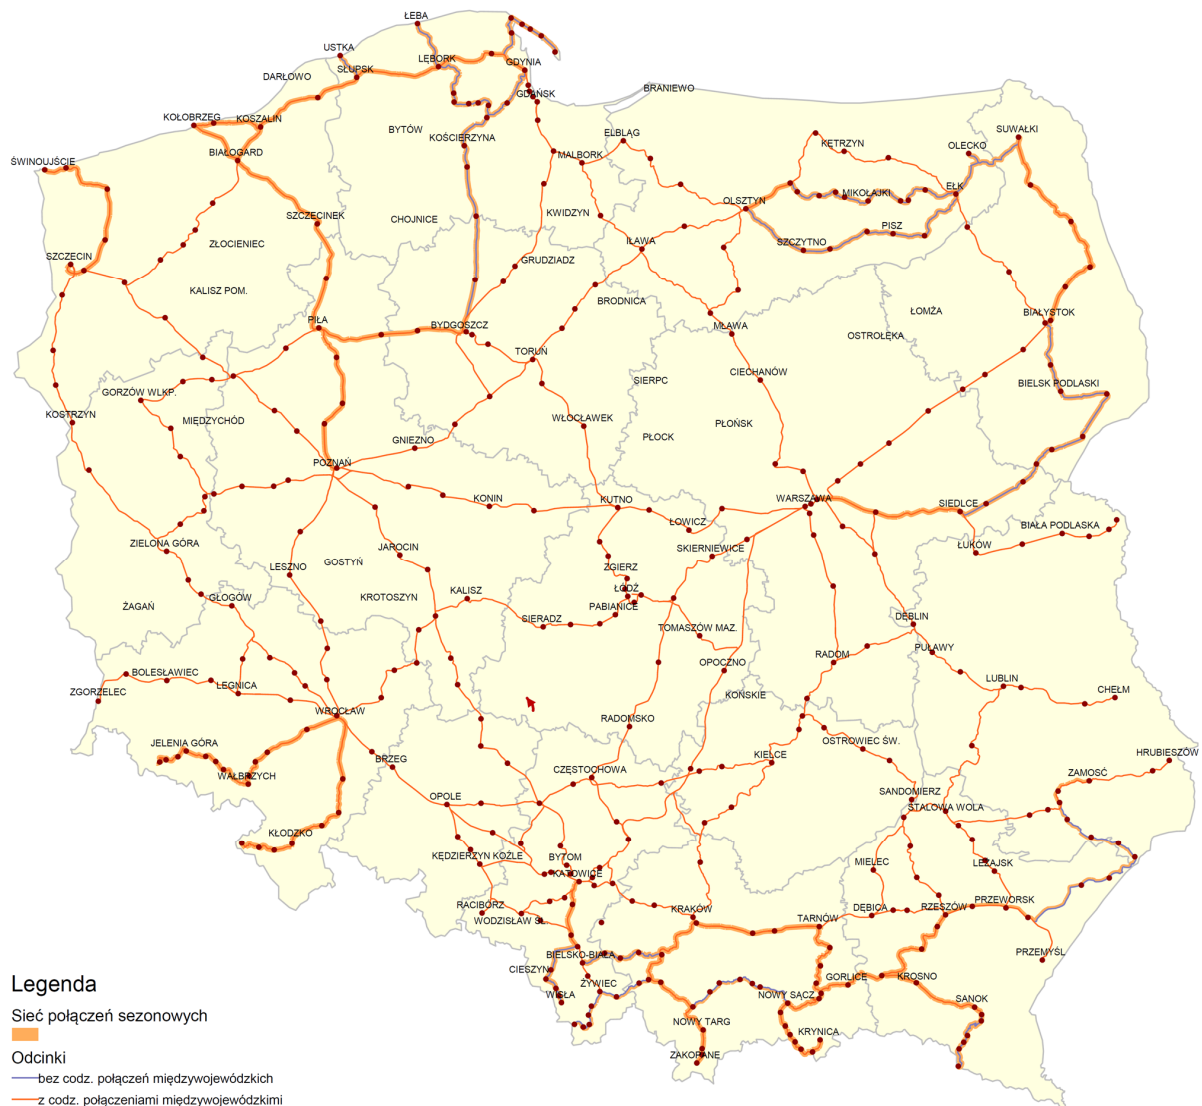 ŁEBA
USTKA
SŁUPSK
LĘBORK
GDYNIA
DARŁOWO
GDAŃSK
BRANIEWO
KOŁOBRZEG
KOSZALIN
BYTÓW
KOŚCIERZYNA
ELBLĄG
KĘTRZYN
SUWAŁKI
OLECKO
ŚWINOUJŚCIE
BIAŁOGARD
MALBORK
MIKOŁAJKI
EŁK
SZCZECINEK
CHOJNICE
KWIDZYN
OLSZTYN
PISZ
SZCZECIN
ZŁOCIENIEC
IŁAWA
SZCZYTNO
GRUDZIADZ
KALISZ POM.
BRODNICA
ŁOMŻA
PIŁA
BYDGOSZCZ
MŁAWA
OSTROŁĘKA
BIAŁYSTOK
TORUŃ
SIERPC
CIECHANÓW
BIELSK PODLASKI
GORZÓW WLKP.
KOSTRZYN
MIĘDZYCHÓD
WŁOCŁAWEK
PŁOŃSK
GNIEZNO
PŁOCK
POZNAŃ
KONIN
KUTNO
WARSZAWA
SIEDLCE
ŁOWICZ
BIAŁA PODLASKA
ZIELONA GÓRA
JAROCIN
SKIERNIEWICE
ŁUKÓW
LESZNO
GOSTYŃ
ZGIERZ
ŻAGAŃ
GŁOGÓW
KROTOSZYN
KALISZ
ŁÓDŹ
PABIANICE
SIERADZ
TOMASZÓW MAZ.
DĘBLIN
PUŁAWY
RADOM
BOLESŁAWIEC
OPOCZNO
ZGORZELEC
LEGNICA
KOŃSKIE
LUBLIN
CHEŁM
WROCŁAW
RADOMSKO
JELENIA GÓRA
OSTROWIEC ŚW.
HRUBIESZÓW
BRZEG
KIELCE
WAŁBRZYCH
CZĘSTOCHOWA
ZAMOŚĆ
OPOLE
SANDOMIERZ
STALOWA WOLA
KŁODZKO
KĘDZIERZYN KOŹLE
BYTOM
MIELEC
LEŻAJSK
KATOWICE
RACIBÓRZ
WODZISŁAW ŚL.
KRAKÓW
TARNÓW
DĘBICA
RZESZÓW
PRZEWORSK
BIELSKO-BIAŁA
PRZEMYŚL
CIESZYN
ŻYWIEC
GORLICE
KROSNO
WISŁA
NOWY SĄCZ
SANOK
NOWY TARG
KRYNICA
ZAKOPANE
Legenda
Sieć połączeń sezonowych
Odcinki
bez codz. połączeń międzywojewódzkich
z codz. połączeniami międzywojewódzkimi